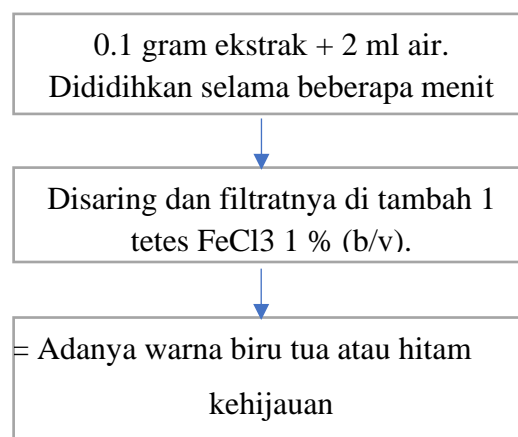 0.1 gram ekstrak + 2 ml air.
Dididihkan selama beberapa menit
Disaring dan filtratnya di tambah 1
tetes FeCl3 1 % (b/v).
= Adanya warna biru tua atau hitam
kehijauan